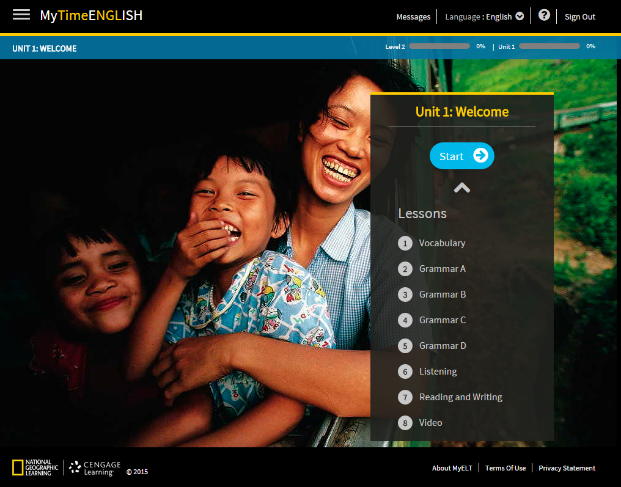 MyTimeENGLISH
Messages
Language : English
?
Sign Out
UNIT 1: WELCOME
Level 2 0% | Unit 1 0%
Unit 1: Welcome
Start
Lessons
1 Vocabulary
2 Grammar A
3 Grammar B
4 Grammar C
5 Grammar D
6 Listening
7 Reading and Writing
8 Video
NATIONAL
GEOGRAPHIC
LEARNING
CENGAGE
Learning
© 2015
About MyELT
Terms Of Use
Privacy Statement